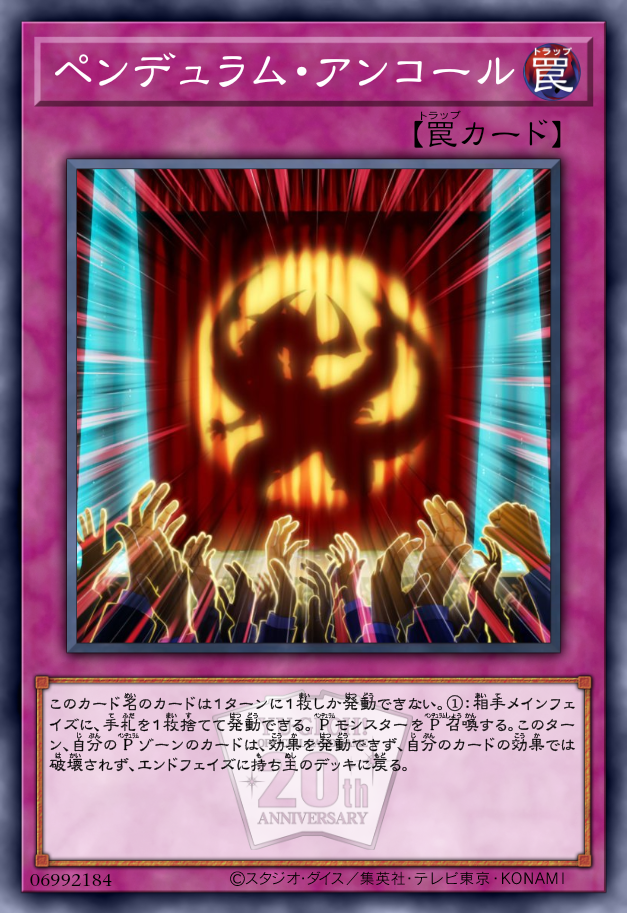 ペンデュラム・アンコール 罠
トラップ
【罠カード】
トラップ
このカード名のカードは1ターンに1枚しか発動できない。①:相手メインフェ
イズに、手札を1枚捨てて発動できる。Pモンスターを P召喚する。このター
ン、自分の Pゾーンのカードは、効果を発動できず、自分のカードの効果では
破壊されず、エンドフェイズに持ち主のデッキに戻る。
20th
ANNIVERSARY
06992184 ©スタジオ・ダイス/集英社・テレビ東京・KONAMI